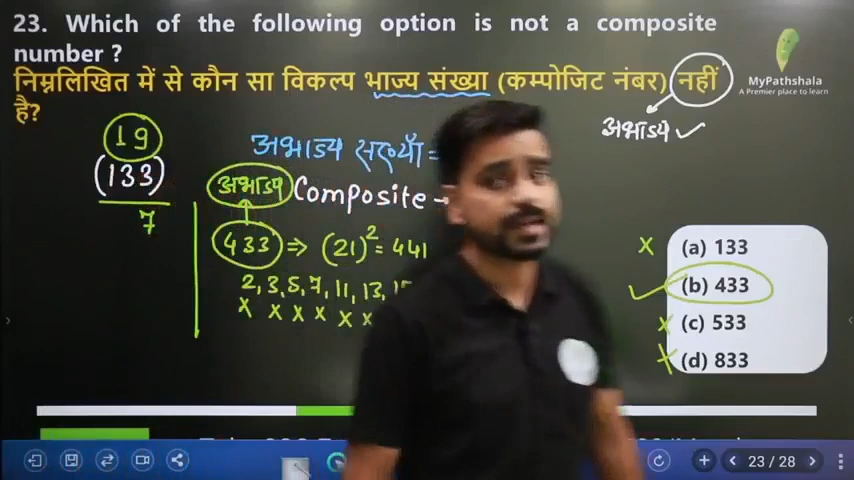 23. Which of the following option is not a composite
number ?
निम्नलिखित में से कौन सा विकल्प भाज्य संख्या (कम्पोजिट नंबर) नहीं
है?
MyPathshala
A Premier place to learn
अभाज्य ✓
19
(133)
7
अभाज्य संख्याँ =
अभाज्य Composite →
433 ⇒ (21)² = 441
2, 3, 5, 7, 11, 13,
x x x x x x
x (a) 133
✓ (b) 433
x (c) 533
x (d) 833
23 / 28